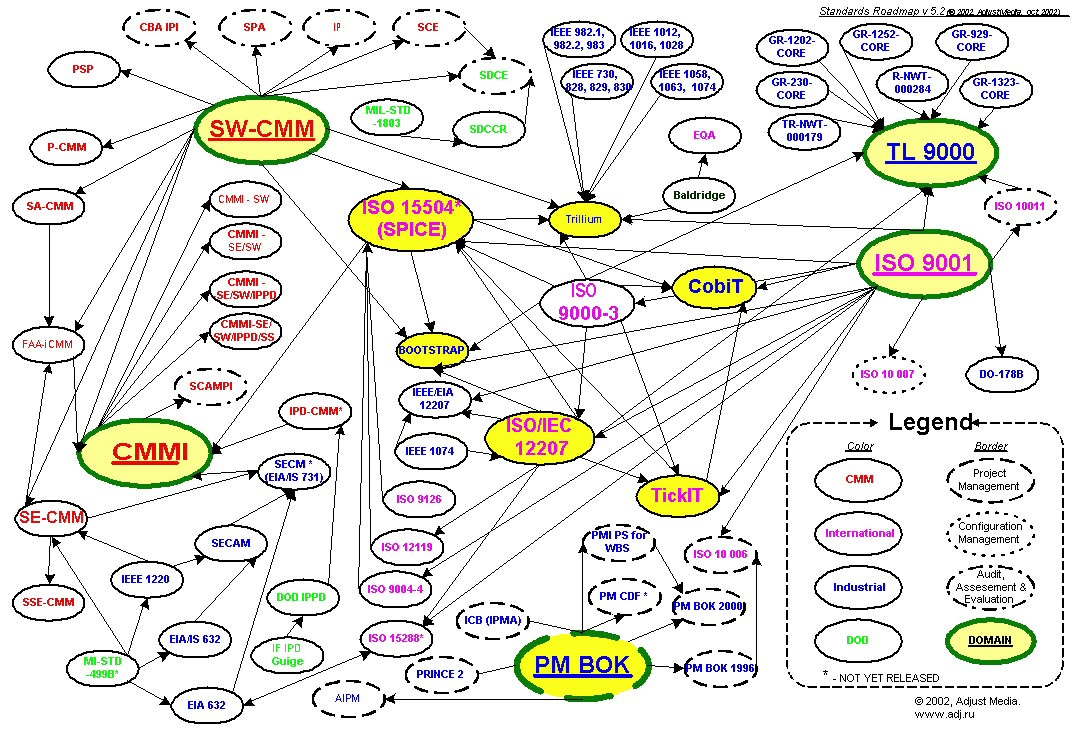 Standards Roadmap v 5.2 (© 2002, AdjustMedia, oct 2002)
CBA IPI
SPA
IP
SCE
PSP
SDCE
IEEE 982.1,
982.2, 983
IEEE 1012,
1016, 1028
IEEE 730,
828, 829, 830
IEEE 1058,
1063, 1074
GR-1202-
CORE
GR-1252-
CORE
GR-929-
CORE
GR-230-
CORE
R-NWT-
000284
GR-1323-
CORE
TR-NWT-
000179
SW-CMM
MIL-STD
-1803
SDCCR
EQA
TL 9000
P-CMM
SA-CMM
CMMI - SW
CMMI -
SE/SW
CMMI -
SE/SW/IPPD
CMMI-SE/
SW/IPPD/SS
ISO 15504*
(SPICE)
Trillium
Baldridge
ISO 10011
ISO 9001
CobiT
ISO
9000-3
FAA-iCMM
BOOTSTRAP
SCAMPI
IPD-CMM*
IEEE/EIA
12207
ISO 10 007
DO-178B
CMMI
IEEE 1074
ISO/IEC
12207
SECM *
(EIA/IS 731)
ISO 9126
TickIT
SE-CMM
SECAM
ISO 12119
PMI PS for
WBS
ISO 10 006
IEEE 1220
SSE-CMM
DOD IPPD
ISO 9004-4
PM CDF *
PM BOK 2000
EIA/IS 632
IF IPD
Guige
ISO 15288*
ICB (IPMA)
MI-STD
-499B*
PRINCE 2
PM BOK
PM BOK 1996
EIA 632
AIPM
Legend
Color
Border
CMM
Project
Management
International
Configuration
Management
Industrial
Audit,
Assesement &
Evaluation
DOD
DOMAIN
* - NOT YET RELEASED
© 2002, Adjust Media.
www.adj.ru